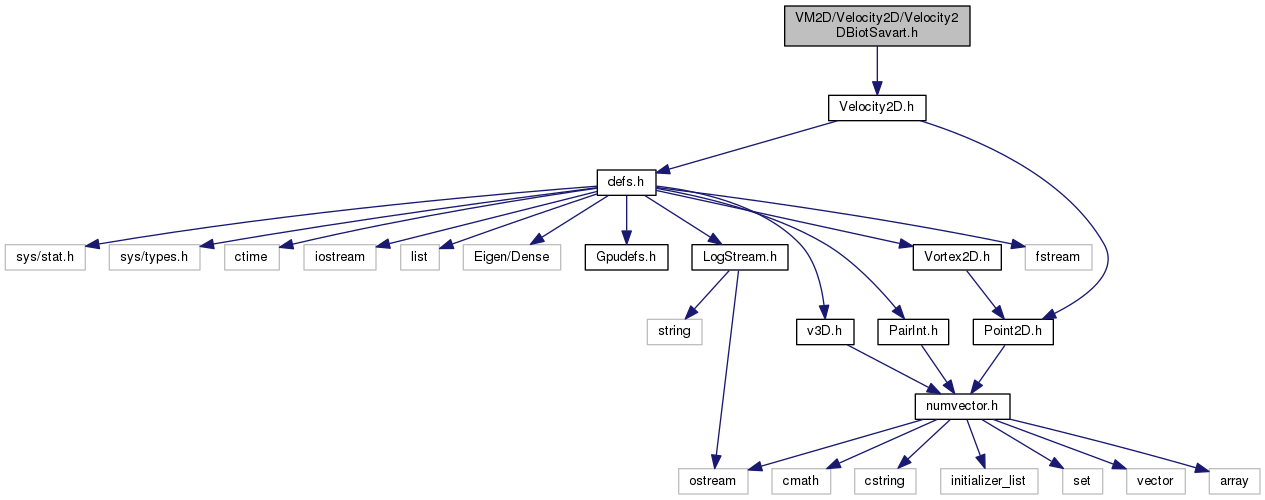 VM2D/Velocity2D/Velocity2
DBiotSavart.h
Velocity2D.h
defs.h
sys/stat.h
sys/types.h
ctime
iostream
list
Eigen/Dense
Gpudefs.h
LogStream.h
Vortex2D.h
fstream
string
v3D.h
PairInt.h
Point2D.h
numvector.h
ostream
cmath
cstring
initializer_list
set
vector
array